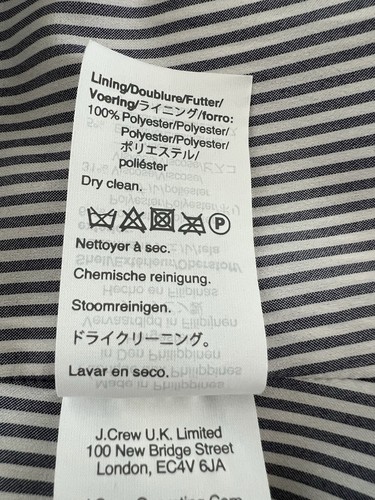 Lining/Doublure/Futter/
Voering/ライニング/forro:
100% Polyester/Polyester/
Polyester/Polyester/
ポリエステル/
poliéster
Dry clean.
P
Nettoyer à sec.
Chemische reinigung.
Stoomreinigen.
ドライクリーニング。
Lavar en seco.
J.Crew U.K. Limited
100 New Bridge Street
London, EC4V 6JA